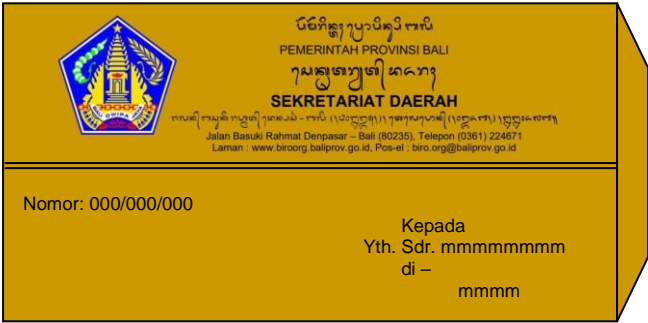 PEMERINTAH PROVINSI BALI
SEKRETARIAT DAERAH
Jalan Basuki Rahmat Denpasar – Bali (80235), Telepon (0361) 224671
Laman : www.biroorg.baliprov.go.id, Pos-el : biro.org@baliprov.go.id
Nomor: 000/000/000
Kepada
Yth. Sdr. mmmmmmmm
di –
mmmm